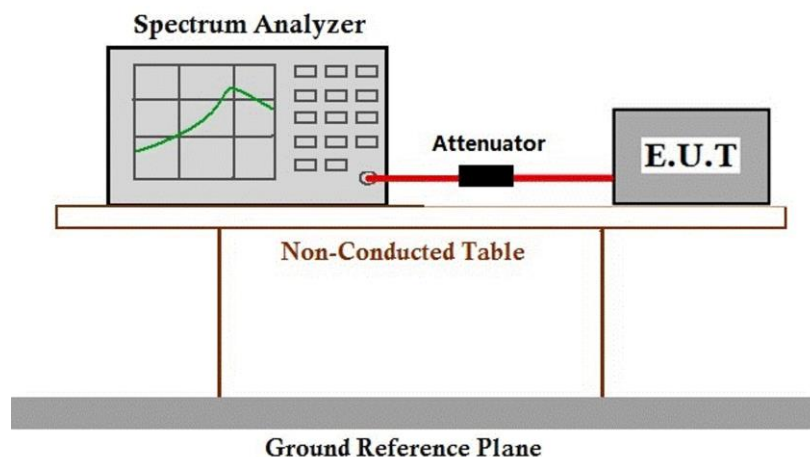 Spectrum Analyzer
Attenuator
E.U.T
Non-Conducted Table
Ground Reference Plane